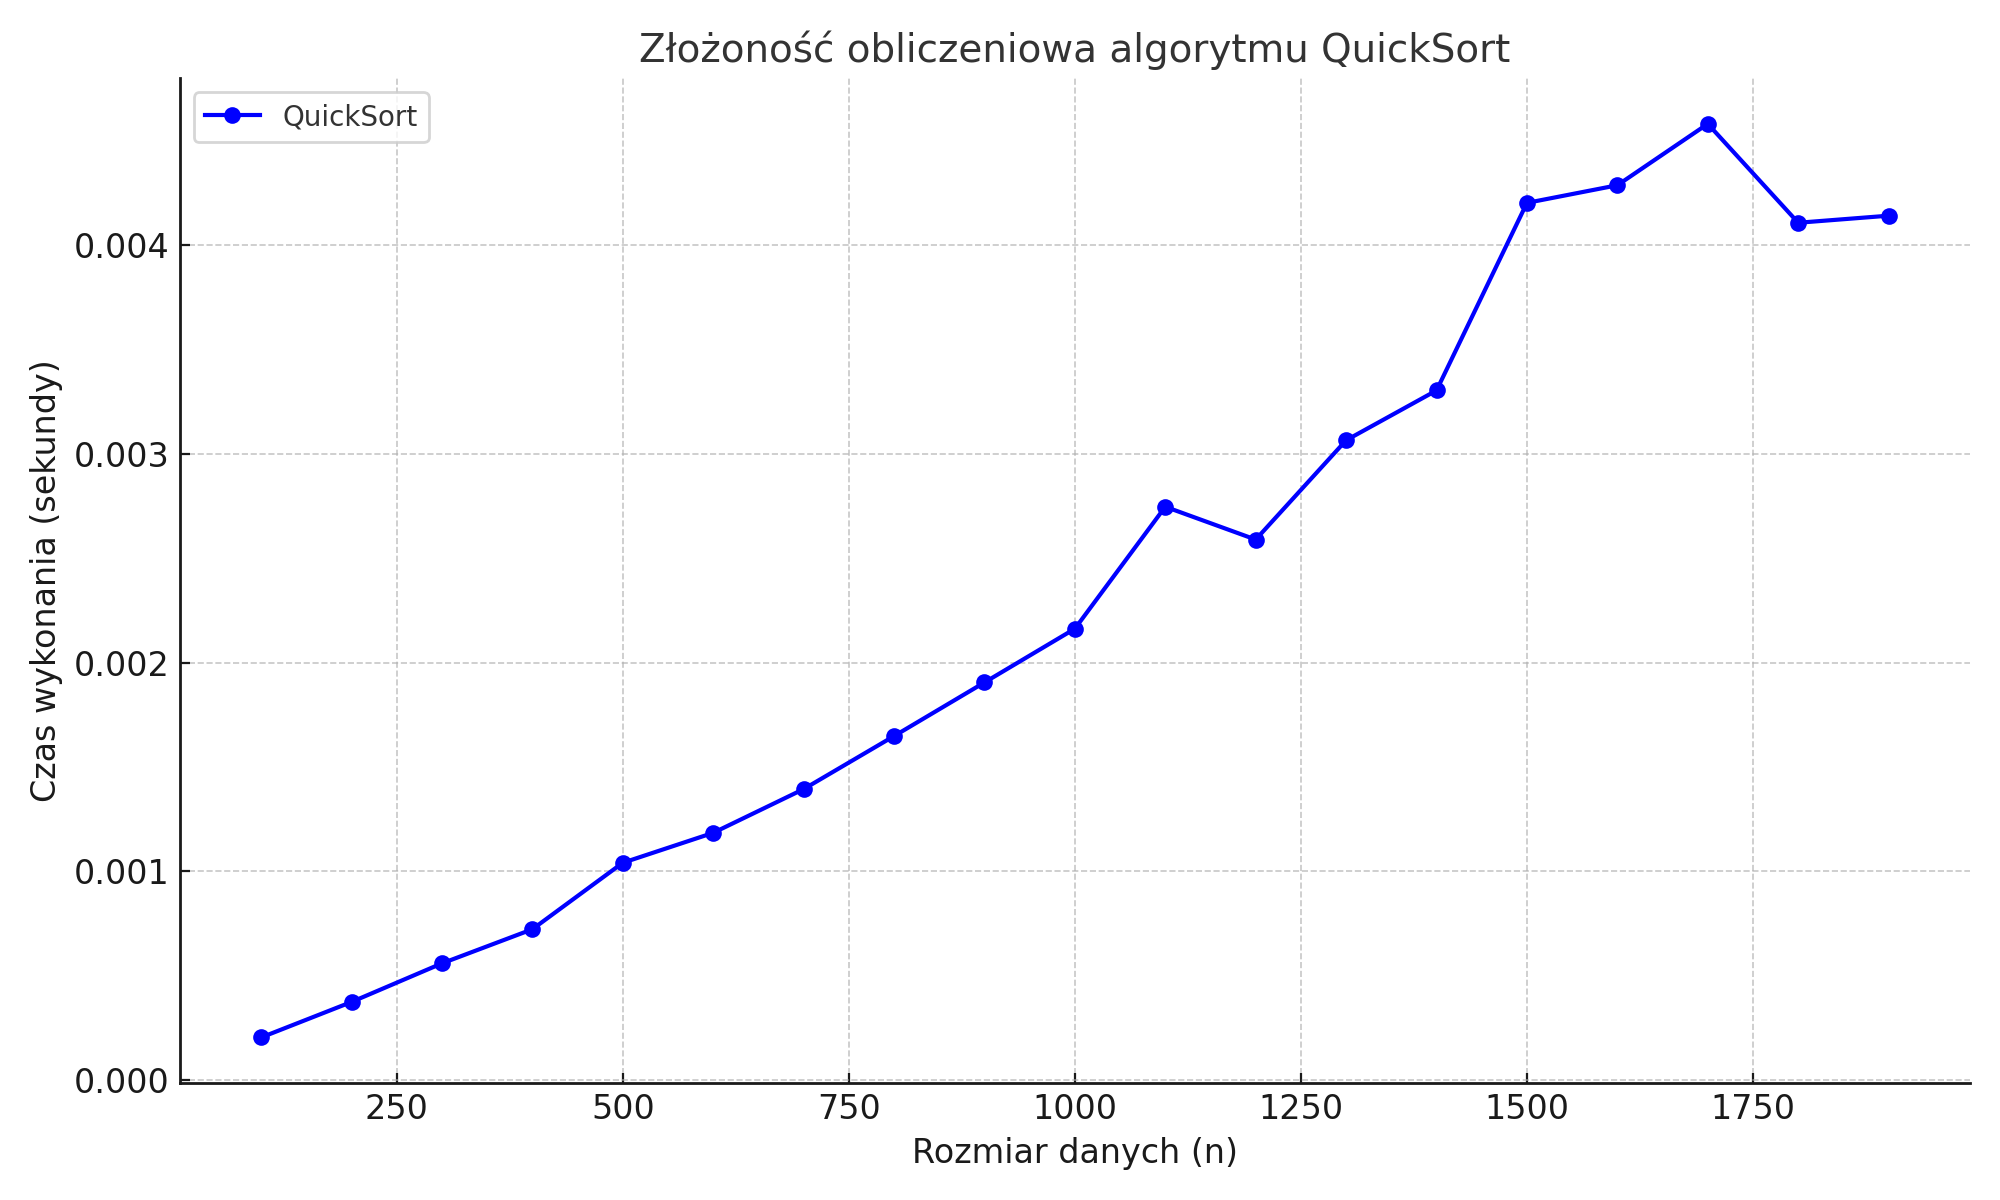 Złożoność obliczeniowa algorytmu QuickSort
QuickSort
Czas wykonania (sekundy)
0.004
0.003
0.002
0.001
0.000
250 500 750 1000 1250 1500 1750
Rozmiar danych (n)